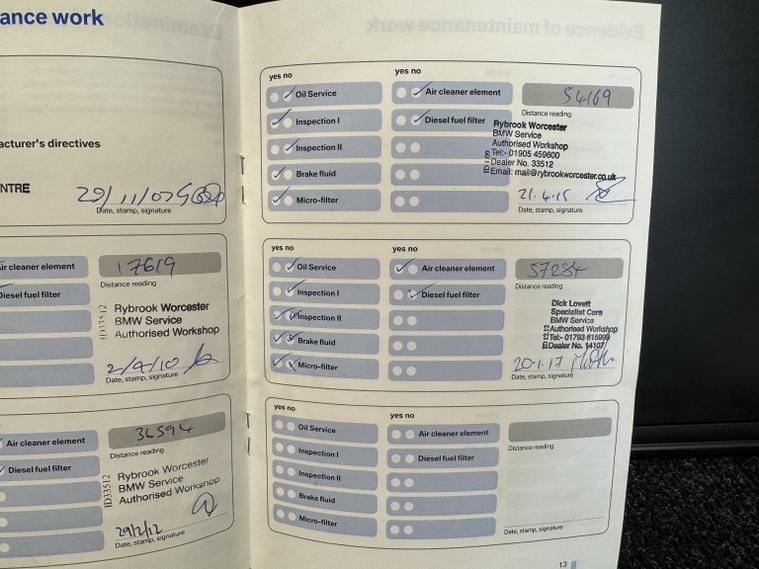 ance work
acturer's directives
NTRE
29/11/07
Date, stamp, signature
air cleaner element
Diesel fuel filter
17619
Distance reading
ID33512
Rybrook Worcester
BMW Service
Authorised Workshop
2/9/10
Date, stamp, signature
Air cleaner element
Diesel fuel filter
36594
Distance reading
ID33512
Rybrook Worcester
BMW Service
Authorised Workshop
29/2/12
Date, stamp, signature
yes no
Oil Service
Inspection I
Inspection II
Brake fluid
Micro-filter
yes no
Air cleaner element
Diesel fuel filter
54169
Distance reading
Rybrook Worcester
BMW Service
Authorised Workshop
Tel:- 01905 459600
Dealer No. 33512
Email: mail@rybrookworcester.co.uk
21.4.15
Date, stamp, signature
yes no
Oil Service
Inspection I
Inspection II
Brake fluid
Micro-filter
yes no
Air cleaner element
Diesel fuel filter
57284
Distance reading
Dick Lovett
Specialist Cars
BMW Service
Authorised Workshop
Tel:- 01793 615999
Dealer No. 14107
20.1.17
Date, stamp, signature
yes no
Oil Service
Inspection I
Inspection II
Brake fluid
Micro-filter
yes no
Air cleaner element
Diesel fuel filter
Distance reading
Date, stamp, signature
13